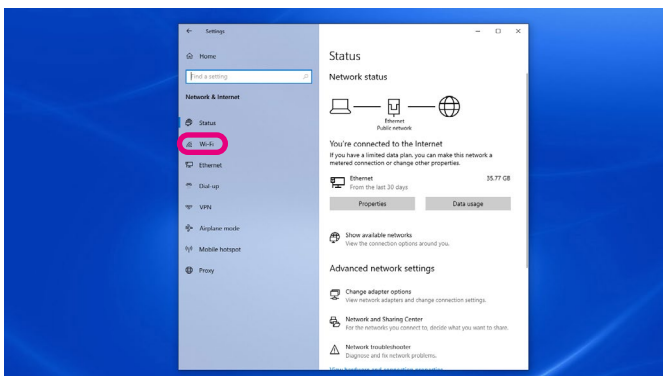 Settings
Home
Find a setting
Network & Internet
Status
Wi-Fi
Ethernet
Dial-up
VPN
Airplane mode
Mobile hotspot
Proxy
Status
Network status
Ethernet
Public network
You're connected to the Internet
If you have a limited data plan, you can make this network a
metered connection or change other properties.
Ethernet 35.77 GB
From the last 30 days
Properties Data usage
Show available networks
View the connection options around you.
Advanced network settings
Change adapter options
View network adapters and change connection settings.
Network and Sharing Center
For the networks you connect to, decide what you want to share.
Network troubleshooter
Diagnose and fix network problems.
View hardware and connection properties